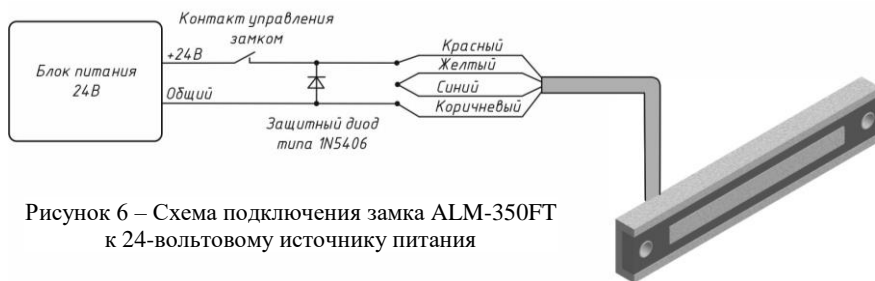 Контакт управления
замком
+24В
Красный
Желтый
Блок питания
24В
Синий
Общий
Коричневый
Защитный диод
типа 1N5406
Рисунок 6 – Схема подключения замка ALM-350FT
к 24-вольтовому источнику питания